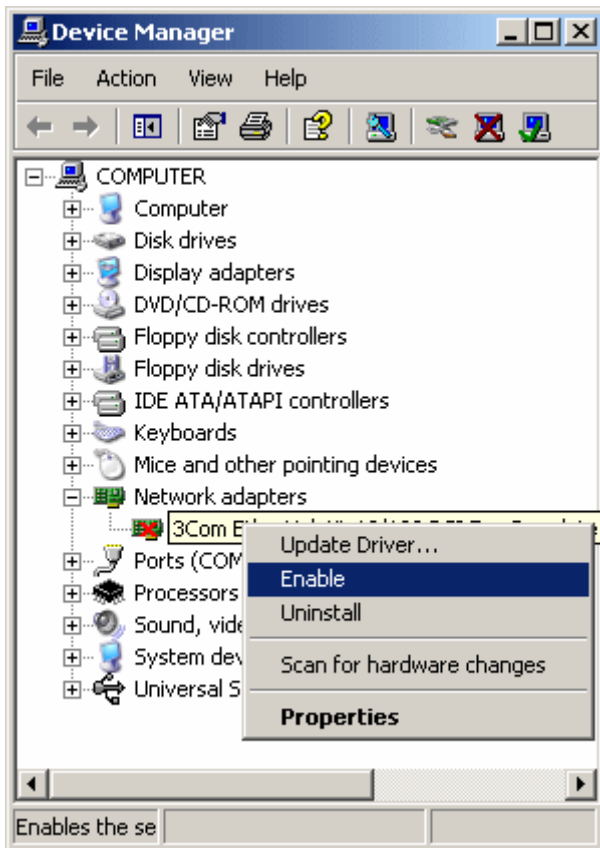 Device Manager
File Action View Help
COMPUTER
Computer
Disk drives
Display adapters
DVD/CD-ROM drives
Floppy disk controllers
Floppy disk drives
IDE ATA/ATAPI controllers
Keyboards
Mice and other pointing devices
Network adapters
3Com
Update Driver...
Ports (COM
Enable
Processors
Uninstall
Sound, vide
System dev
Scan for hardware changes
Universal S
Properties
Enables the se